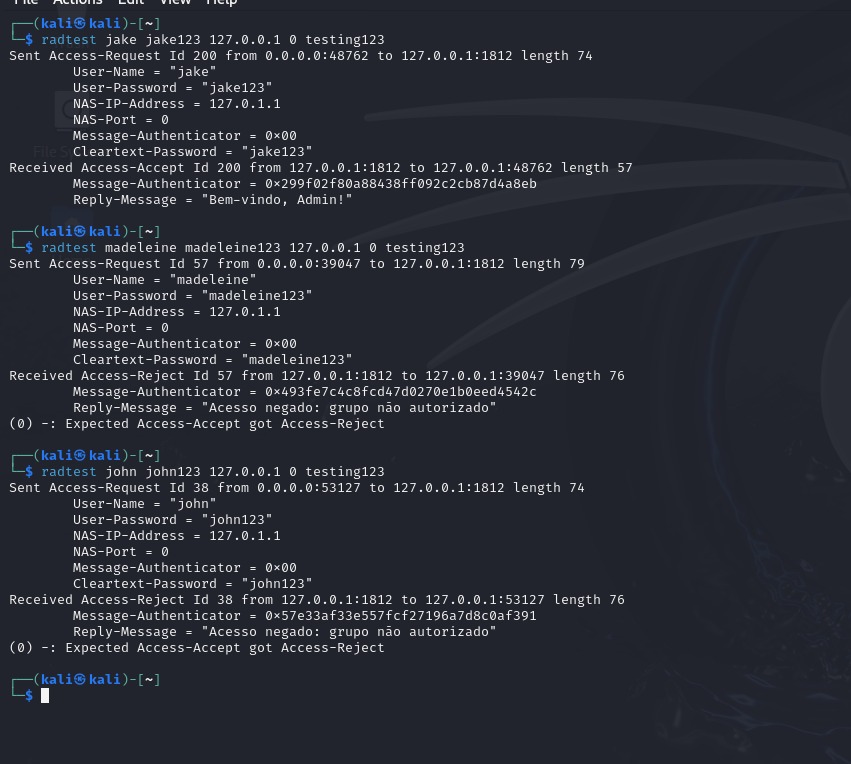 File Actions Edit View Help
┌──(kali㉿kali)-[~]
└─$ radtest jake jake123 127.0.0.1 0 testing123
Sent Access-Request Id 200 from 0.0.0.0:48762 to 127.0.0.1:1812 length 74
User-Name = "jake"
User-Password = "jake123"
NAS-IP-Address = 127.0.1.1
NAS-Port = 0
Message-Authenticator = 0×00
Cleartext-Password = "jake123"
Received Access-Accept Id 200 from 127.0.0.1:1812 to 127.0.0.1:48762 length 57
Message-Authenticator = 0×299f02f80a88438ff092c2cb87d4a8eb
Reply-Message = "Bem-vindo, Admin!"
┌──(kali㉿kali)-[~]
└─$ radtest madeleine madeleine123 127.0.0.1 0 testing123
Sent Access-Request Id 57 from 0.0.0.0:39047 to 127.0.0.1:1812 length 79
User-Name = "madeleine"
User-Password = "madeleine123"
NAS-IP-Address = 127.0.1.1
NAS-Port = 0
Message-Authenticator = 0×00
Cleartext-Password = "madeleine123"
Received Access-Reject Id 57 from 127.0.0.1:1812 to 127.0.0.1:39047 length 76
Message-Authenticator = 0×493fe7c4c8fcd47d0270e1b0eed4542c
Reply-Message = "Acesso negado: grupo não autorizado"
(0) -: Expected Access-Accept got Access-Reject
┌──(kali㉿kali)-[~]
└─$ radtest john john123 127.0.0.1 0 testing123
Sent Access-Request Id 38 from 0.0.0.0:53127 to 127.0.0.1:1812 length 74
User-Name = "john"
User-Password = "john123"
NAS-IP-Address = 127.0.1.1
NAS-Port = 0
Message-Authenticator = 0×00
Cleartext-Password = "john123"
Received Access-Reject Id 38 from 127.0.0.1:1812 to 127.0.0.1:53127 length 76
Message-Authenticator = 0×57e33af33e557fcf27196a7d8c0af391
Reply-Message = "Acesso negado: grupo não autorizado"
(0) -: Expected Access-Accept got Access-Reject
┌──(kali㉿kali)-[~]
└─$